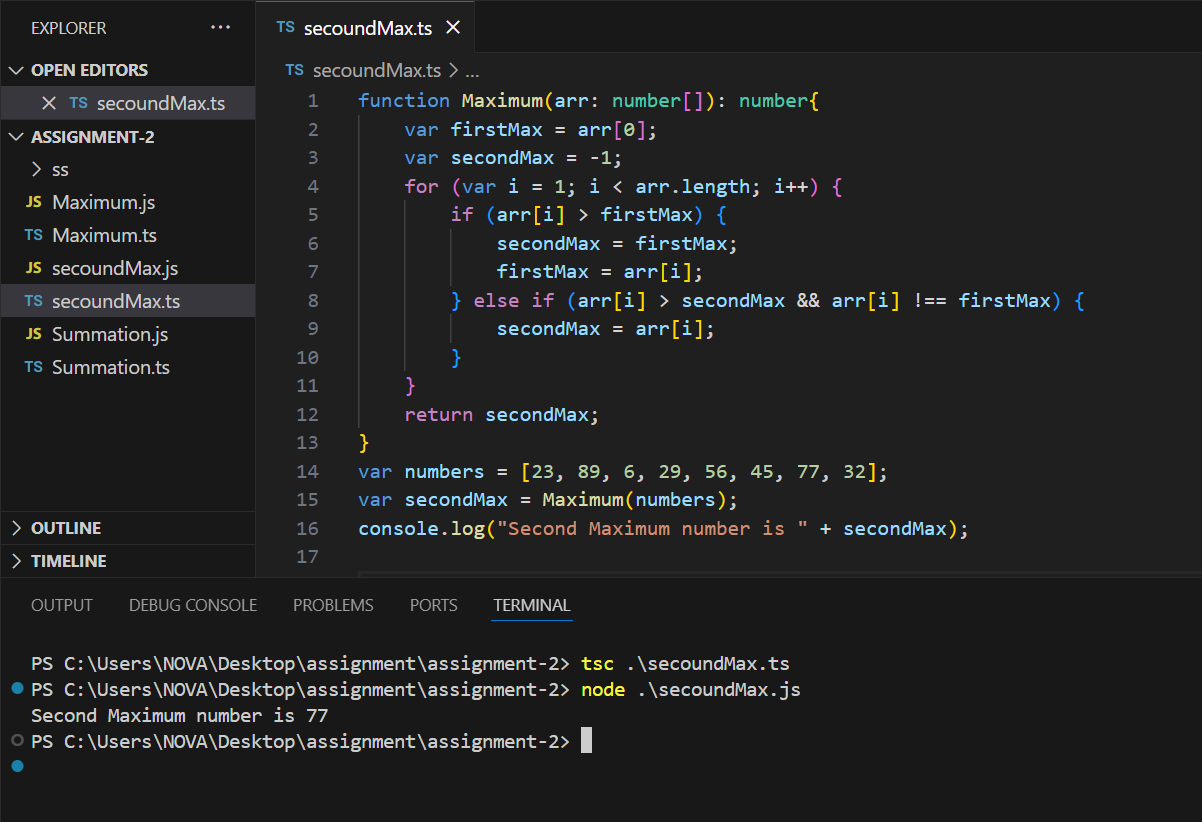 EXPLORER ···
OPEN EDITORS
TS secoundMax.ts
ASSIGNMENT-2
ss
JS Maximum.js
TS Maximum.ts
JS secoundMax.js
TS secoundMax.ts
JS Summation.js
TS Summation.ts
OUTLINE
TIMELINE
TS secoundMax.ts
TS secoundMax.ts > ...
1 function Maximum(arr: number[]): number{
2     var firstMax = arr[0];
3     var secondMax = -1;
4     for (var i = 1; i < arr.length; i++) {
5         if (arr[i] > firstMax) {
6             secondMax = firstMax;
7             firstMax = arr[i];
8         } else if (arr[i] > secondMax && arr[i] !== firstMax) {
9             secondMax = arr[i];
10         }
11     }
12     return secondMax;
13 }
14 var numbers = [23, 89, 6, 29, 56, 45, 77, 32];
15 var secondMax = Maximum(numbers);
16 console.log("Second Maximum number is " + secondMax);
17
OUTPUT DEBUG CONSOLE PROBLEMS PORTS TERMINAL
PS C:\Users\NOVA\Desktop\assignment\assignment-2> tsc .\secoundMax.ts
PS C:\Users\NOVA\Desktop\assignment\assignment-2> node .\secoundMax.js
Second Maximum number is 77
PS C:\Users\NOVA\Desktop\assignment\assignment-2>